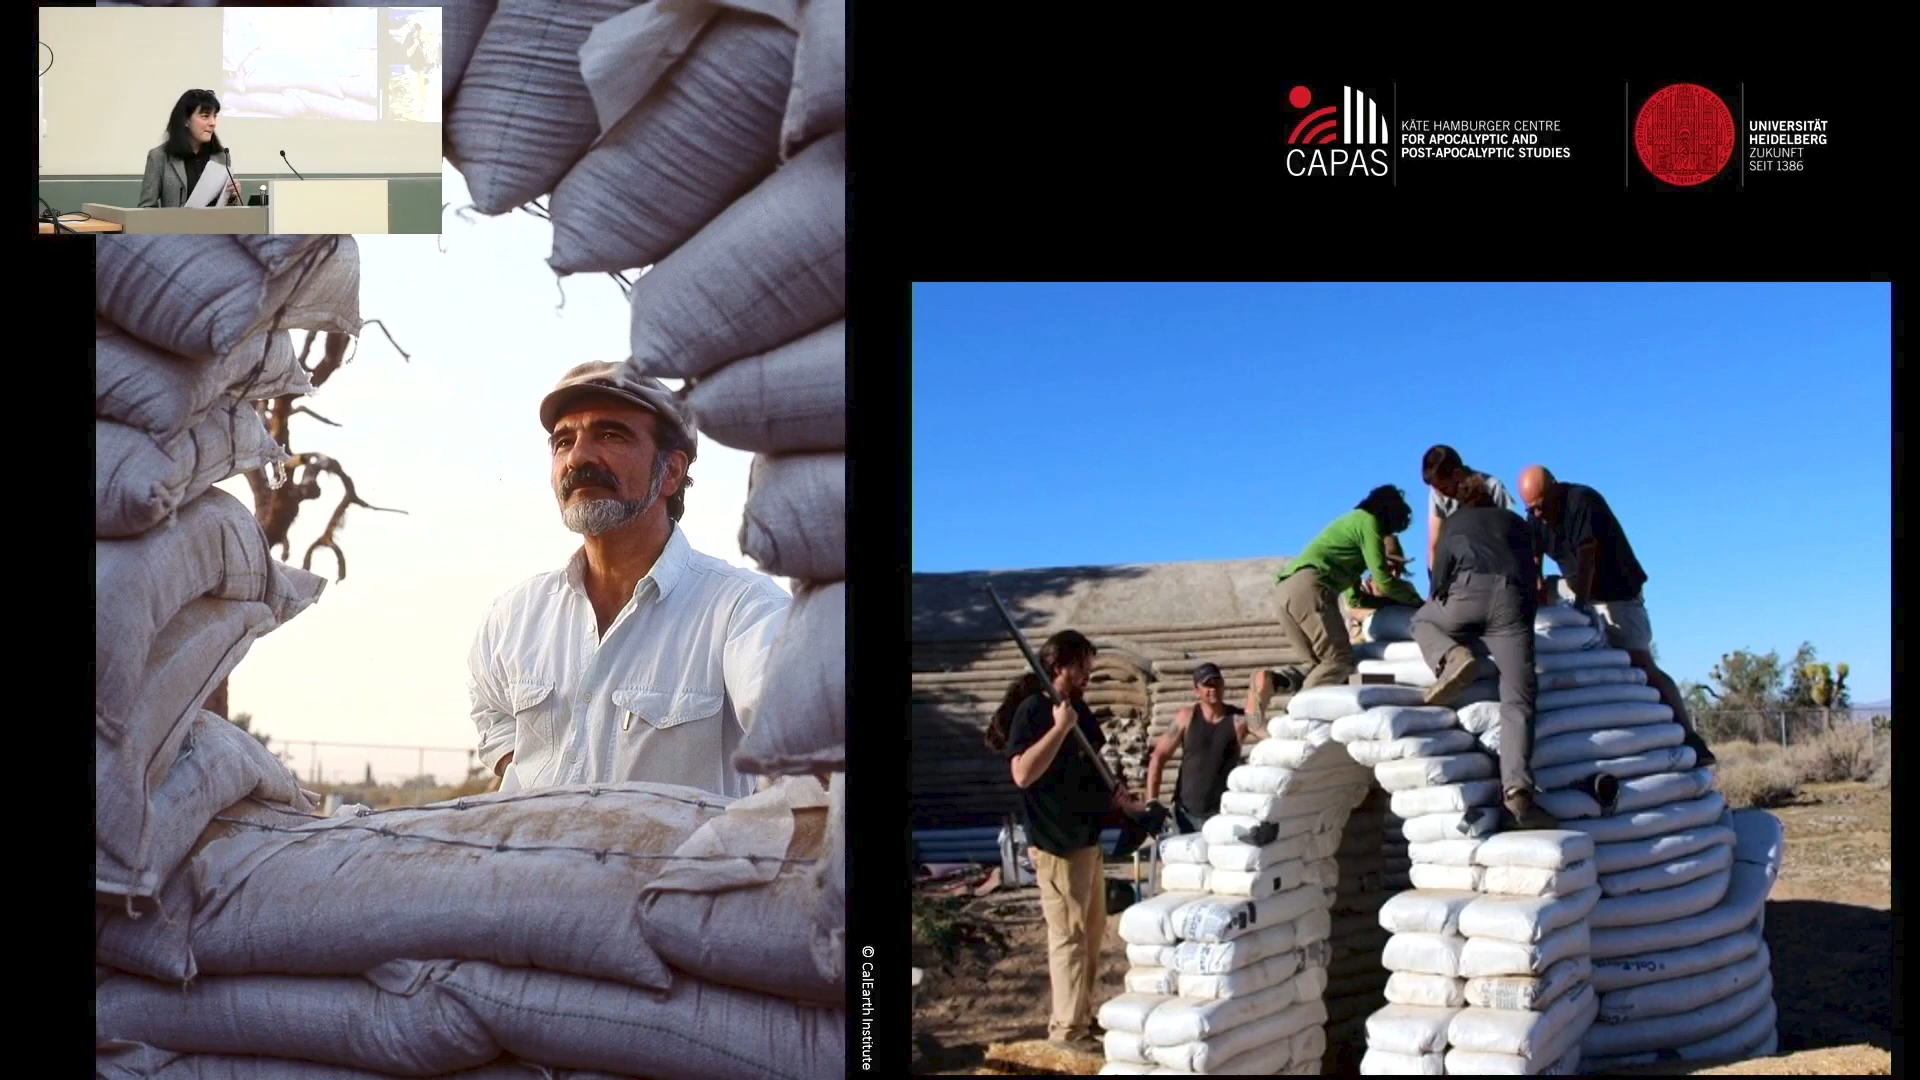 CAPAS
KÄTE HAMBURGER CENTRE
FOR APOCALYPTIC AND
POST-APOCALYPTIC STUDIES
UNIVERSITÄT
HEIDELBERG
ZUKUNFT
SEIT 1386
© CalEarth Institute